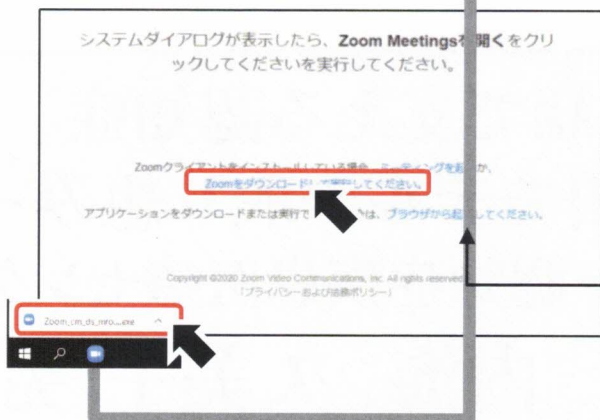 システムダイアログが表示したら、Zoom Meetingsを開くをクリ
ックしてくださいを実行してください。
Zoomクライアントをインストールしている場合、ミーティングを起 か、
Zoomをダウンロードして実行してください。
アプリケーションをダウンロードまたは実行で は、ブラウザから起 してください。
Copyright ©2020 Zoom Video Communications, Inc. All rights reserved.
「プライバシーおよび法務ポリシー」
Zoom_cm_ds_mro....exe